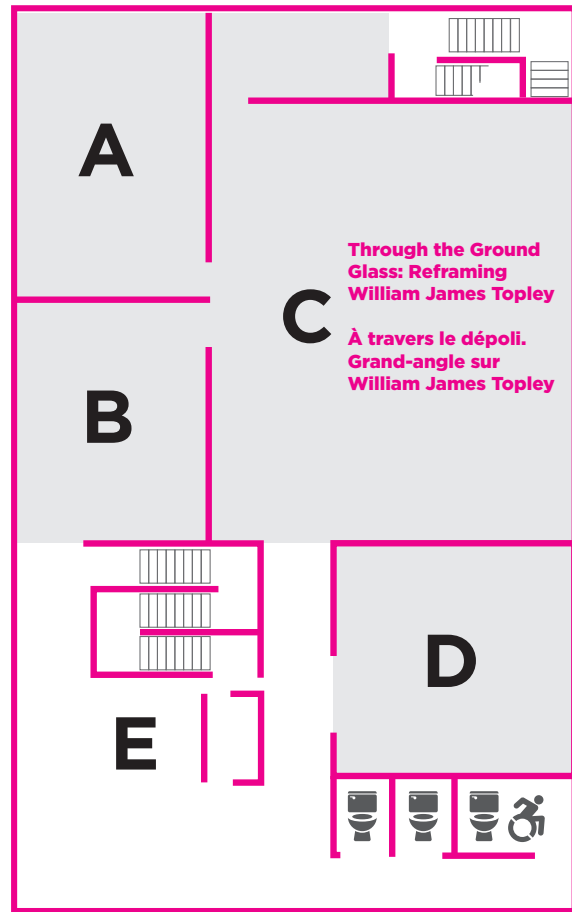 A
Through the Ground
Glass: Reframing
William James Topley
C
À travers le dépoli.
Grand-angle sur
William James Topley
B
D
E